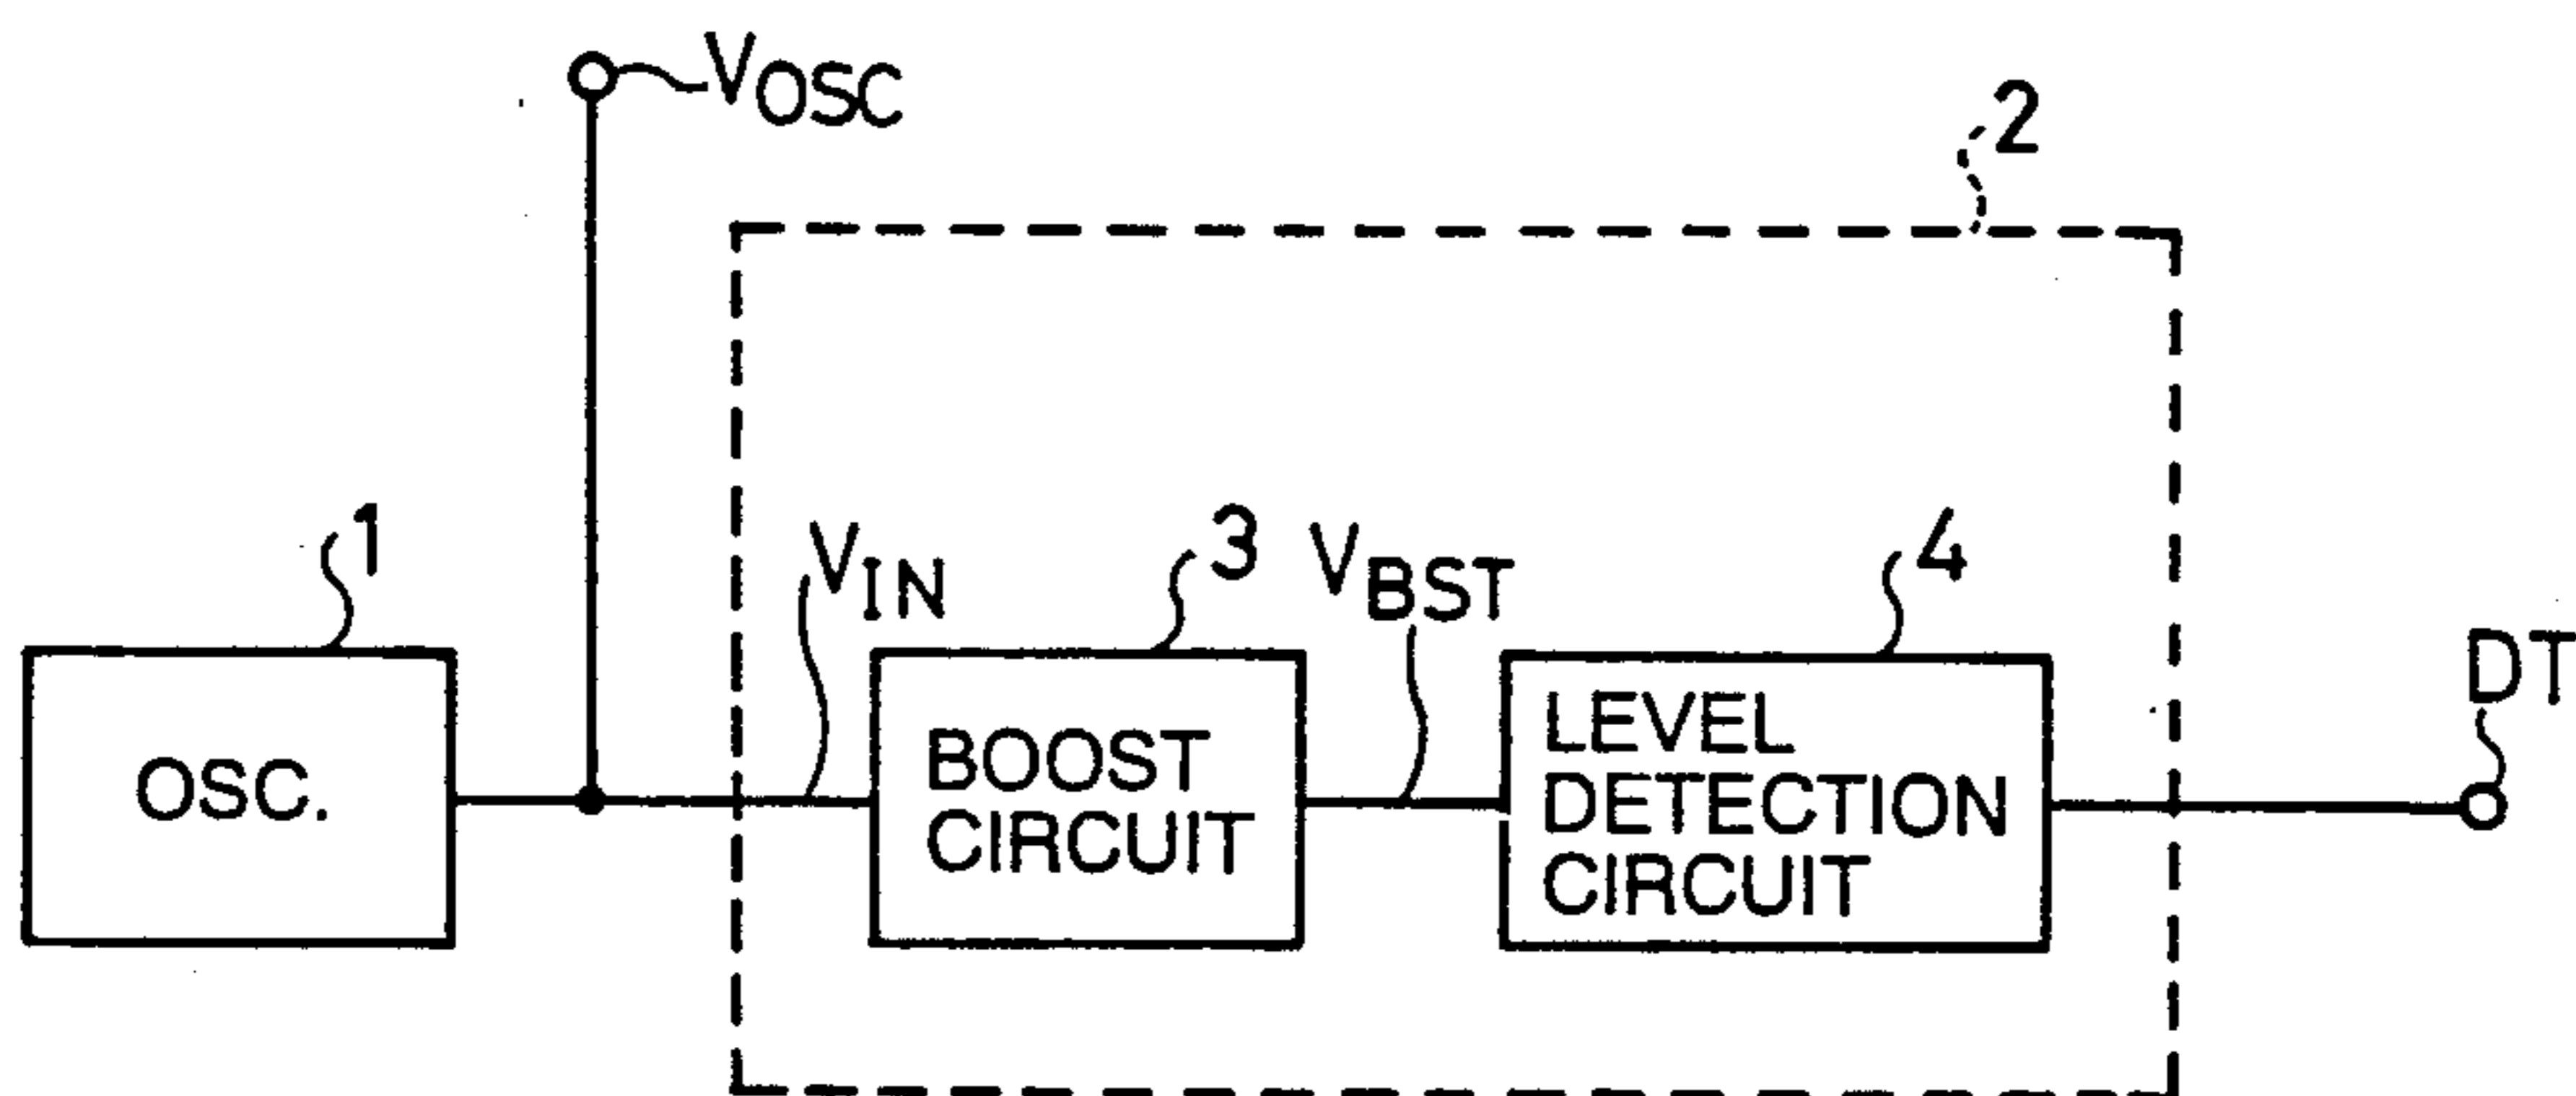 VOSC
2
1
VIN
3
VBST
4
DT
OSC.
BOOST
CIRCUIT
LEVEL
DETECTION
CIRCUIT